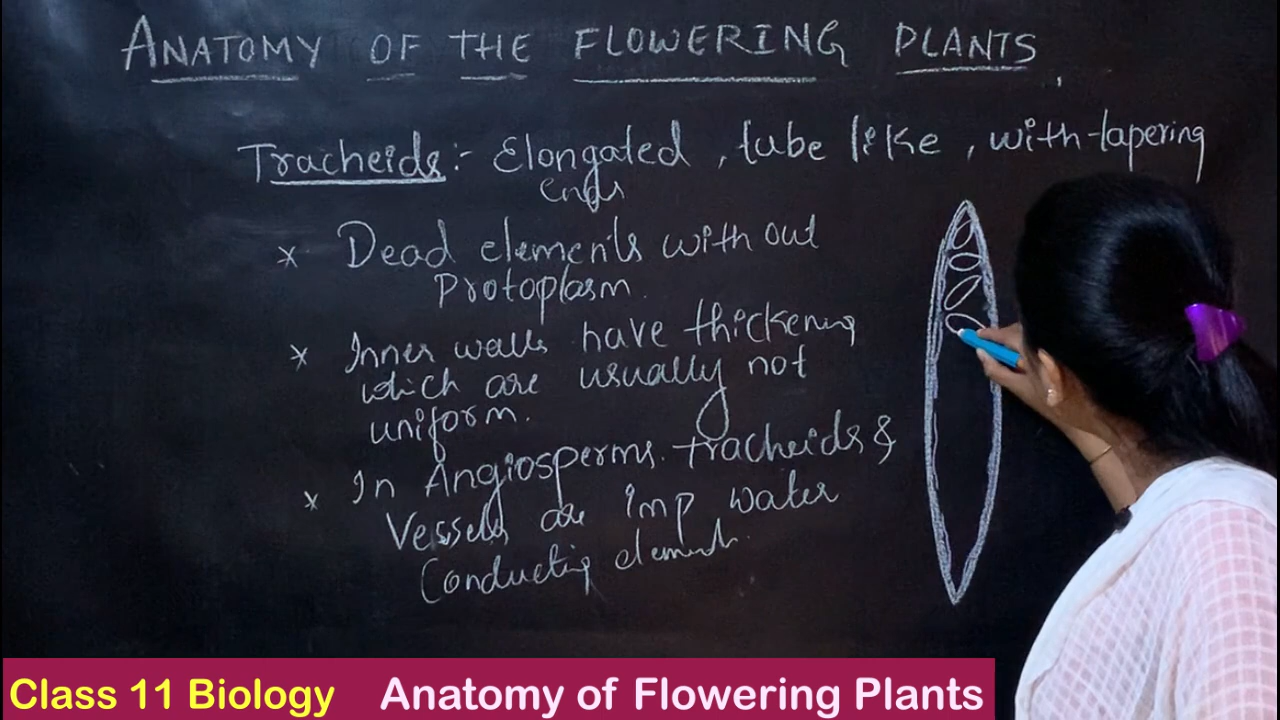 ANATOMY OF THE FLOWERING PLANTS
Tracheids:- Elongated, tube like, with tapering
ends
* Dead elements with out
Protoplasm.
* Inner walls have thickening
which are usually not
uniform.
* In Angiosperms. tracheids &
Vessels are imp water
Conducting elements.
Class 11 Biology Anatomy of Flowering Plants